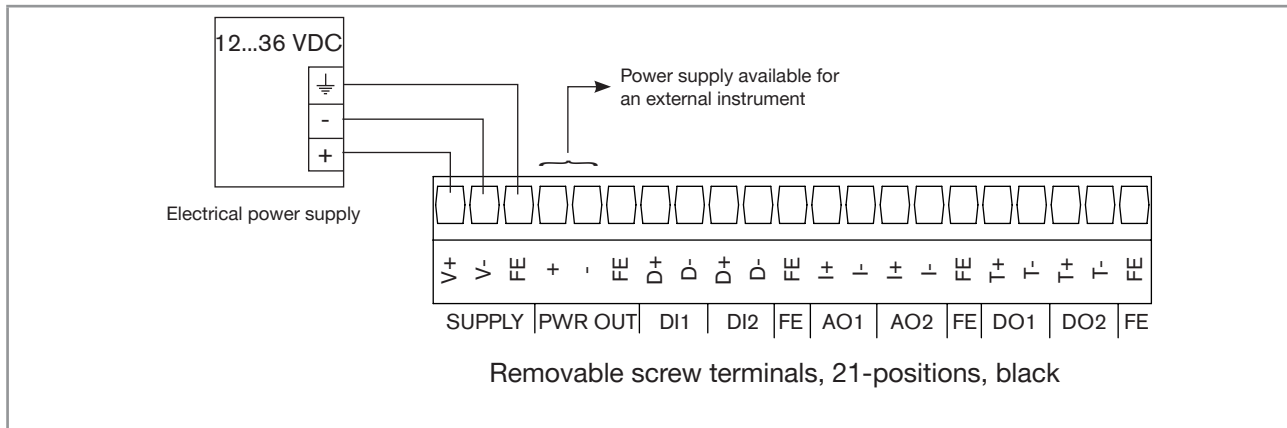 12...36 VDC
-
+
Electrical power supply
Power supply available for
an external instrument
V+ V- FE + - FE D+ D- D+ D- FE I+ I- I+ I- FE T+ T- T+ T- FE
SUPPLY PWR OUT DI1 DI2 FE AO1 AO2 FE DO1 DO2 FE
Removable screw terminals, 21-positions, black